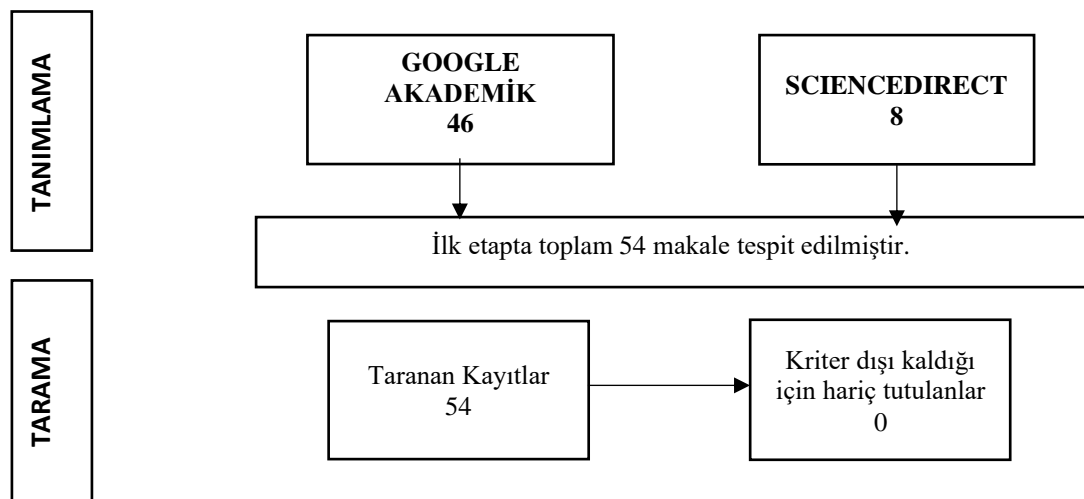 TANIMLAMA
GOOGLE
AKADEMİK
46
SCIENCEDIRECT
8
İlk etapta toplam 54 makale tespit edilmiştir.
TARAMA
Taranan Kayıtlar
54
Kriter dışı kaldığı
için hariç tutulanlar
0